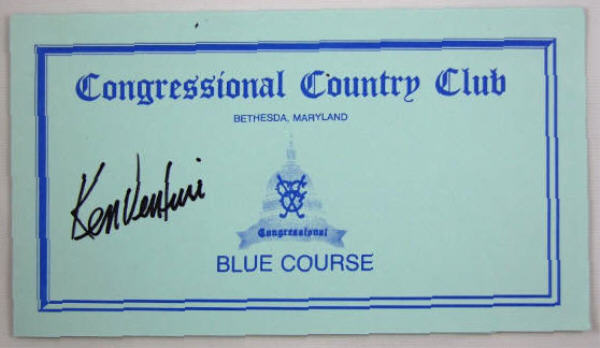 Congressional Country Club
BETHESDA, MARYLAND
Ken Venturi
Congressional
BLUE COURSE